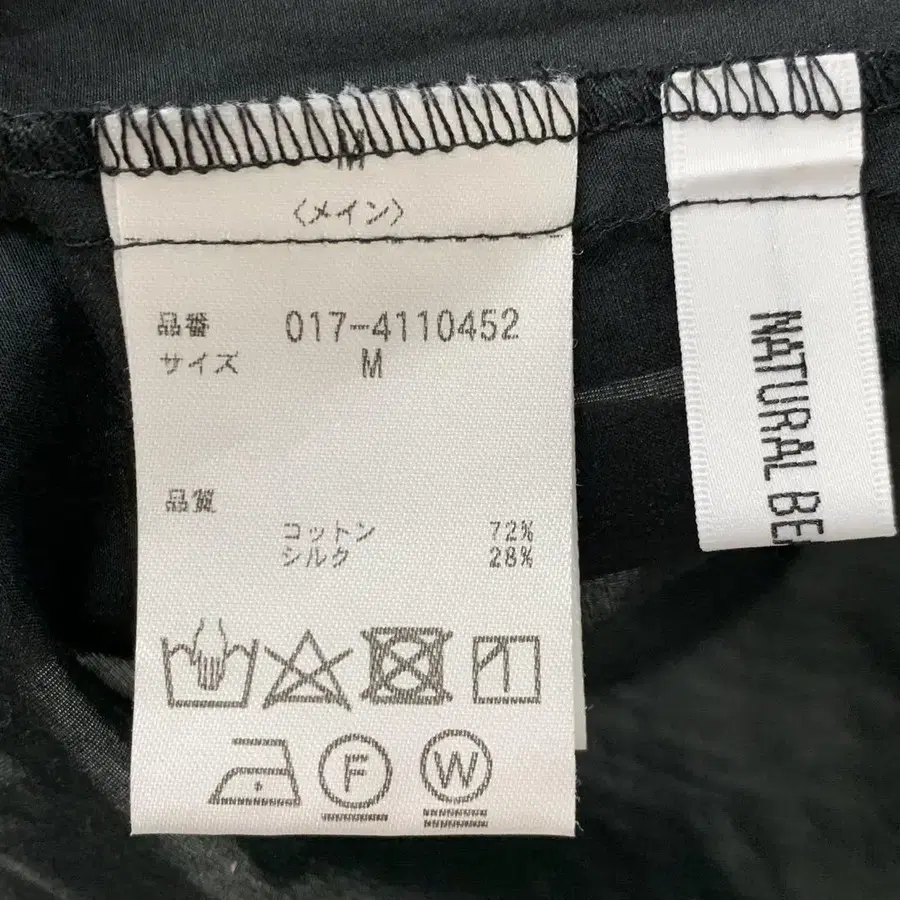 M
〈メイン〉
品番 017-4110452
サイズ M
品質
コットン 72%
シルク 28%
F
W
NATURAL BE